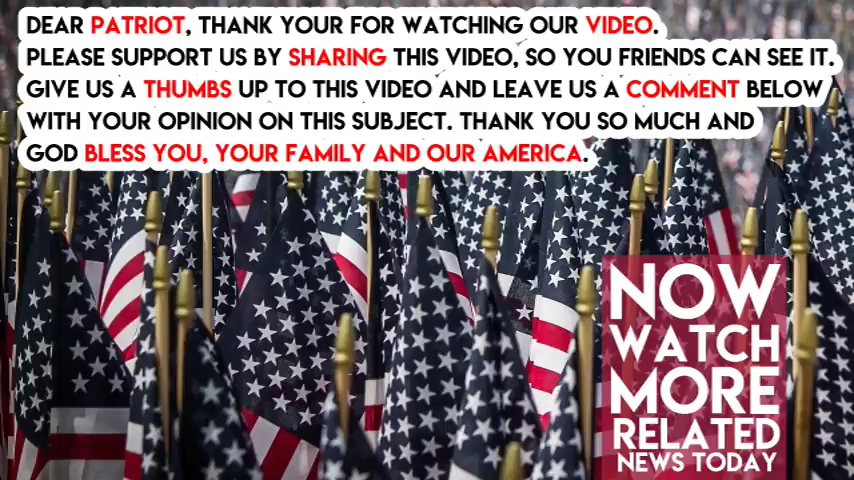 DEAR PATRIOT, THANK YOUR FOR WATCHING OUR VIDEO.
PLEASE SUPPORT US BY SHARING THIS VIDEO, SO YOU FRIENDS CAN SEE IT.
GIVE US A THUMBS UP TO THIS VIDEO AND LEAVE US A COMMENT BELOW
WITH YOUR OPINION ON THIS SUBJECT. THANK YOU SO MUCH AND
GOD BLESS YOU, YOUR FAMILY AND OUR AMERICA.
NOW
WATCH
MORE
RELATED
NEWS TODAY